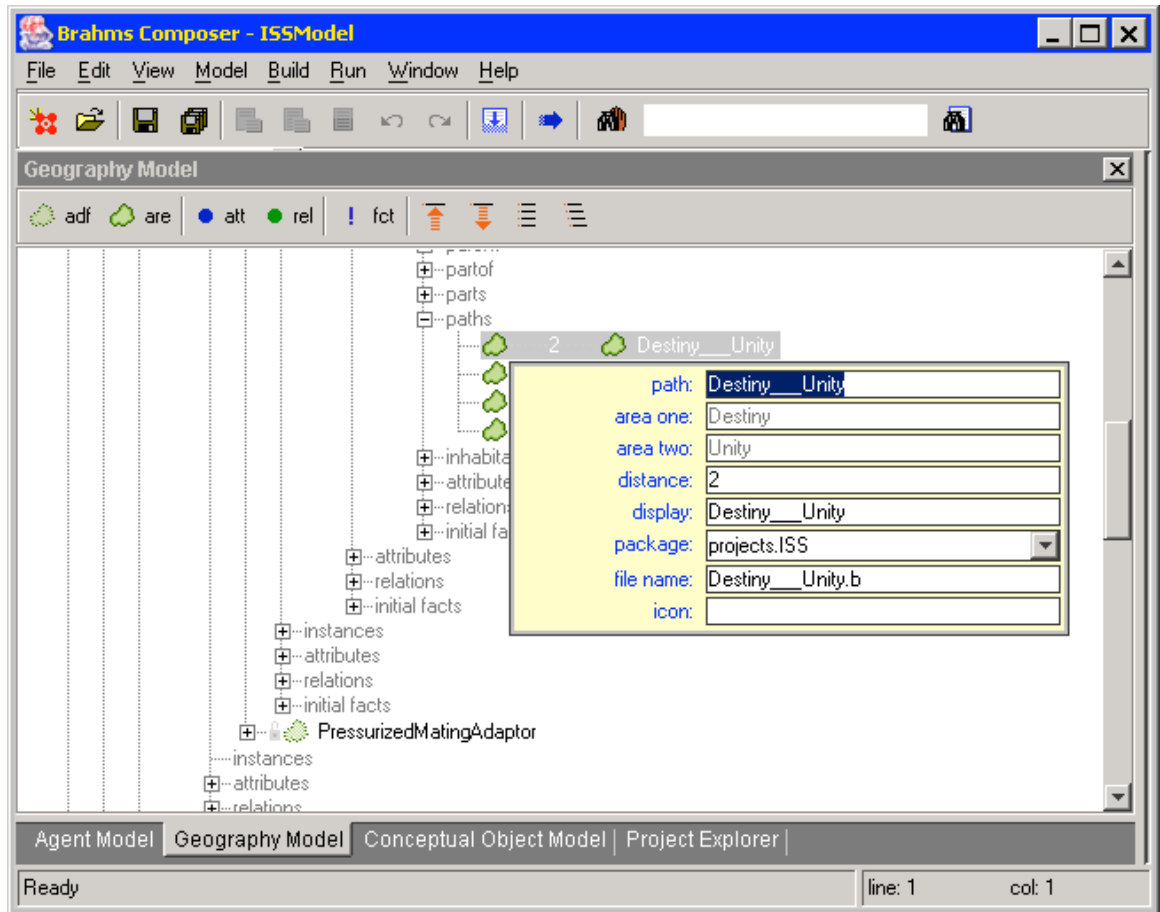 Brahms Composer - ISSModel
File Edit View Model Build Run Window Help
Geography Model
adf are att rel ! fct
partof
parts
paths
2 Destiny___Unity
path: Destiny___Unity
area one: Destiny
area two: Unity
distance: 2
display: Destiny___Unity
package: projects.ISS
file name: Destiny___Unity.b
icon:
inhabita
attribute
relation
initial fa
attributes
relations
initial facts
instances
attributes
relations
initial facts
PressurizedMatingAdaptor
instances
attributes
relations
Agent Model Geography Model Conceptual Object Model Project Explorer
Ready line: 1 col: 1